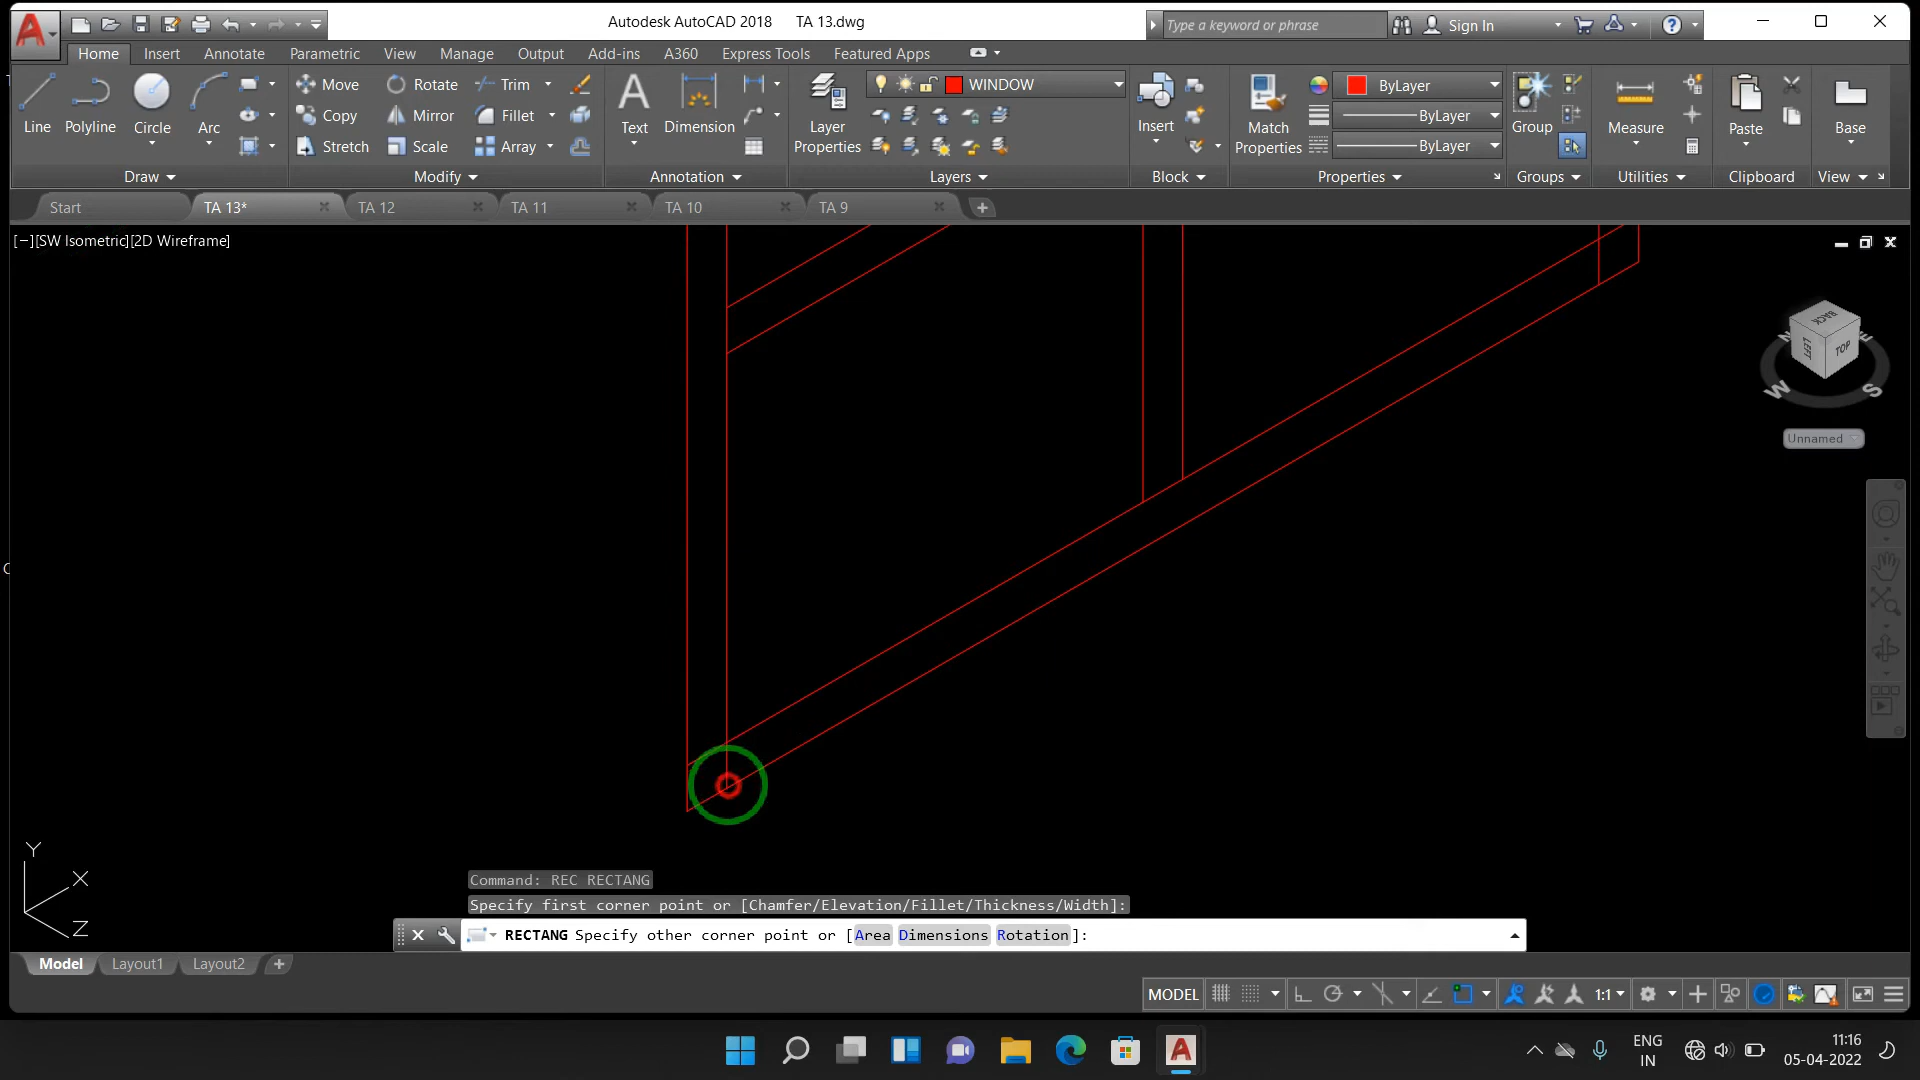 Autodesk AutoCAD 2018 TA 13.dwg
Type a keyword or phrase
Sign In
Home Insert Annotate Parametric View Manage Output Add-ins A360 Express Tools Featured Apps
Line Polyline Circle Arc
Move Rotate Trim
Copy Mirror Fillet
Stretch Scale Array
Text Dimension
Layer Properties
WINDOW
Insert
Match Properties
ByLayer
ByLayer
ByLayer
Group
Measure
Paste
Base
Draw Modify Annotation Layers Block Properties Groups Utilities Clipboard View
Start TA 13* TA 12 TA 11 TA 10 TA 9
[−][SW Isometric][2D Wireframe]
BACK
LEFT TOP
W S
Unnamed
Y
X
Z
Command: REC RECTANG
Specify first corner point or [Chamfer/Elevation/Fillet/Thickness/Width]:
RECTANG Specify other corner point or [Area Dimensions Rotation]:
Model Layout1 Layout2
MODEL 1:1
ENG
IN
11:16
05-04-2022